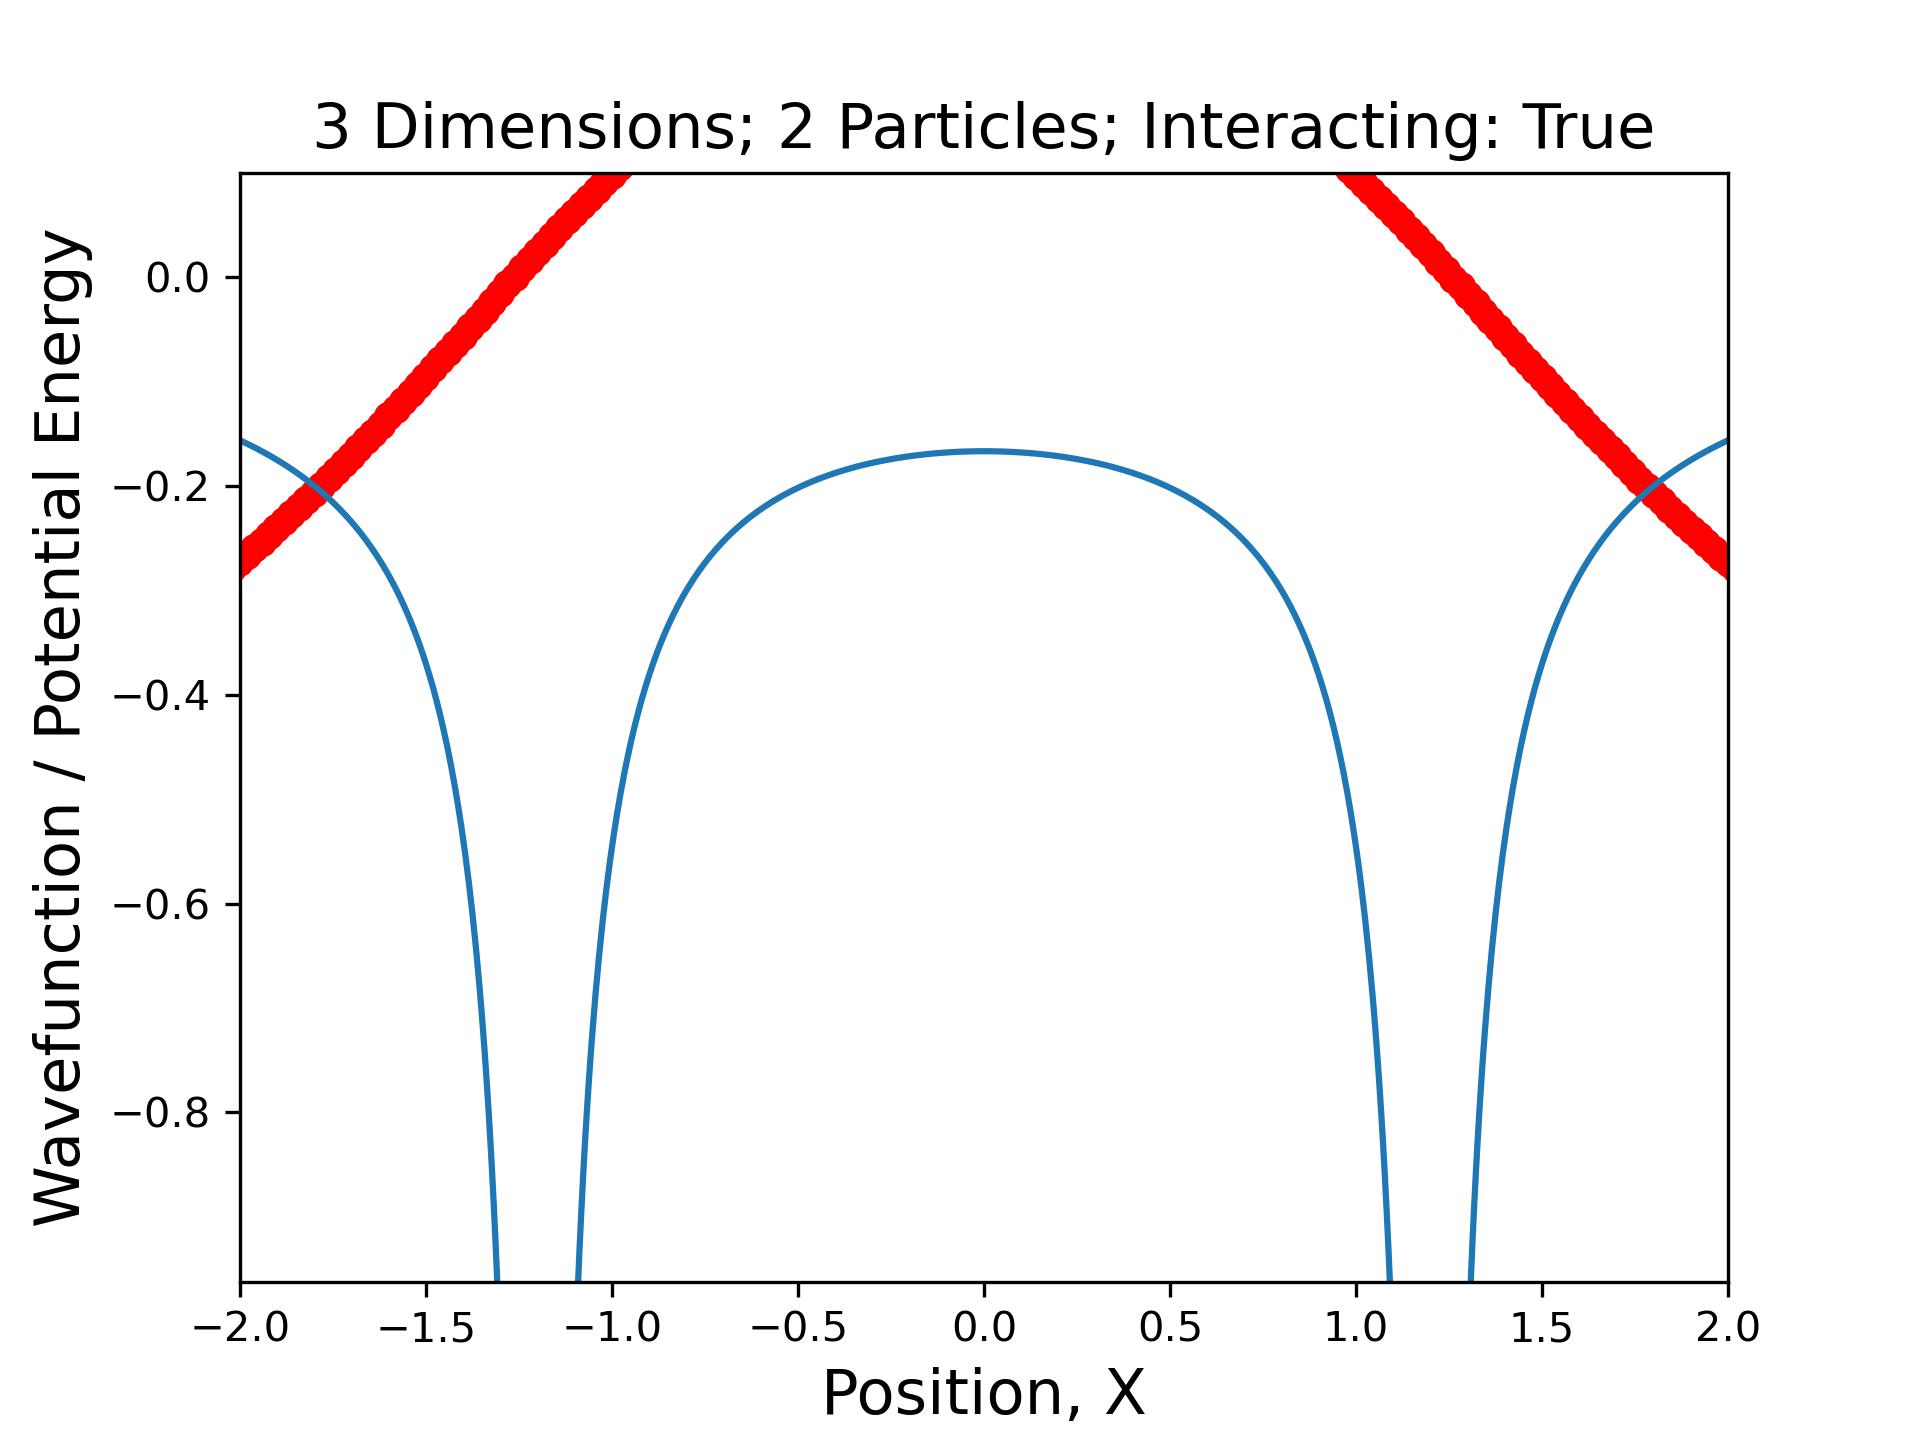 3 Dimensions; 2 Particles; Interacting: True
Wavefunction / Potential Energy
0.0
−0.2
−0.4
−0.6
−0.8
−2.0 −1.5 −1.0 −0.5 0.0 0.5 1.0 1.5 2.0
Position, X